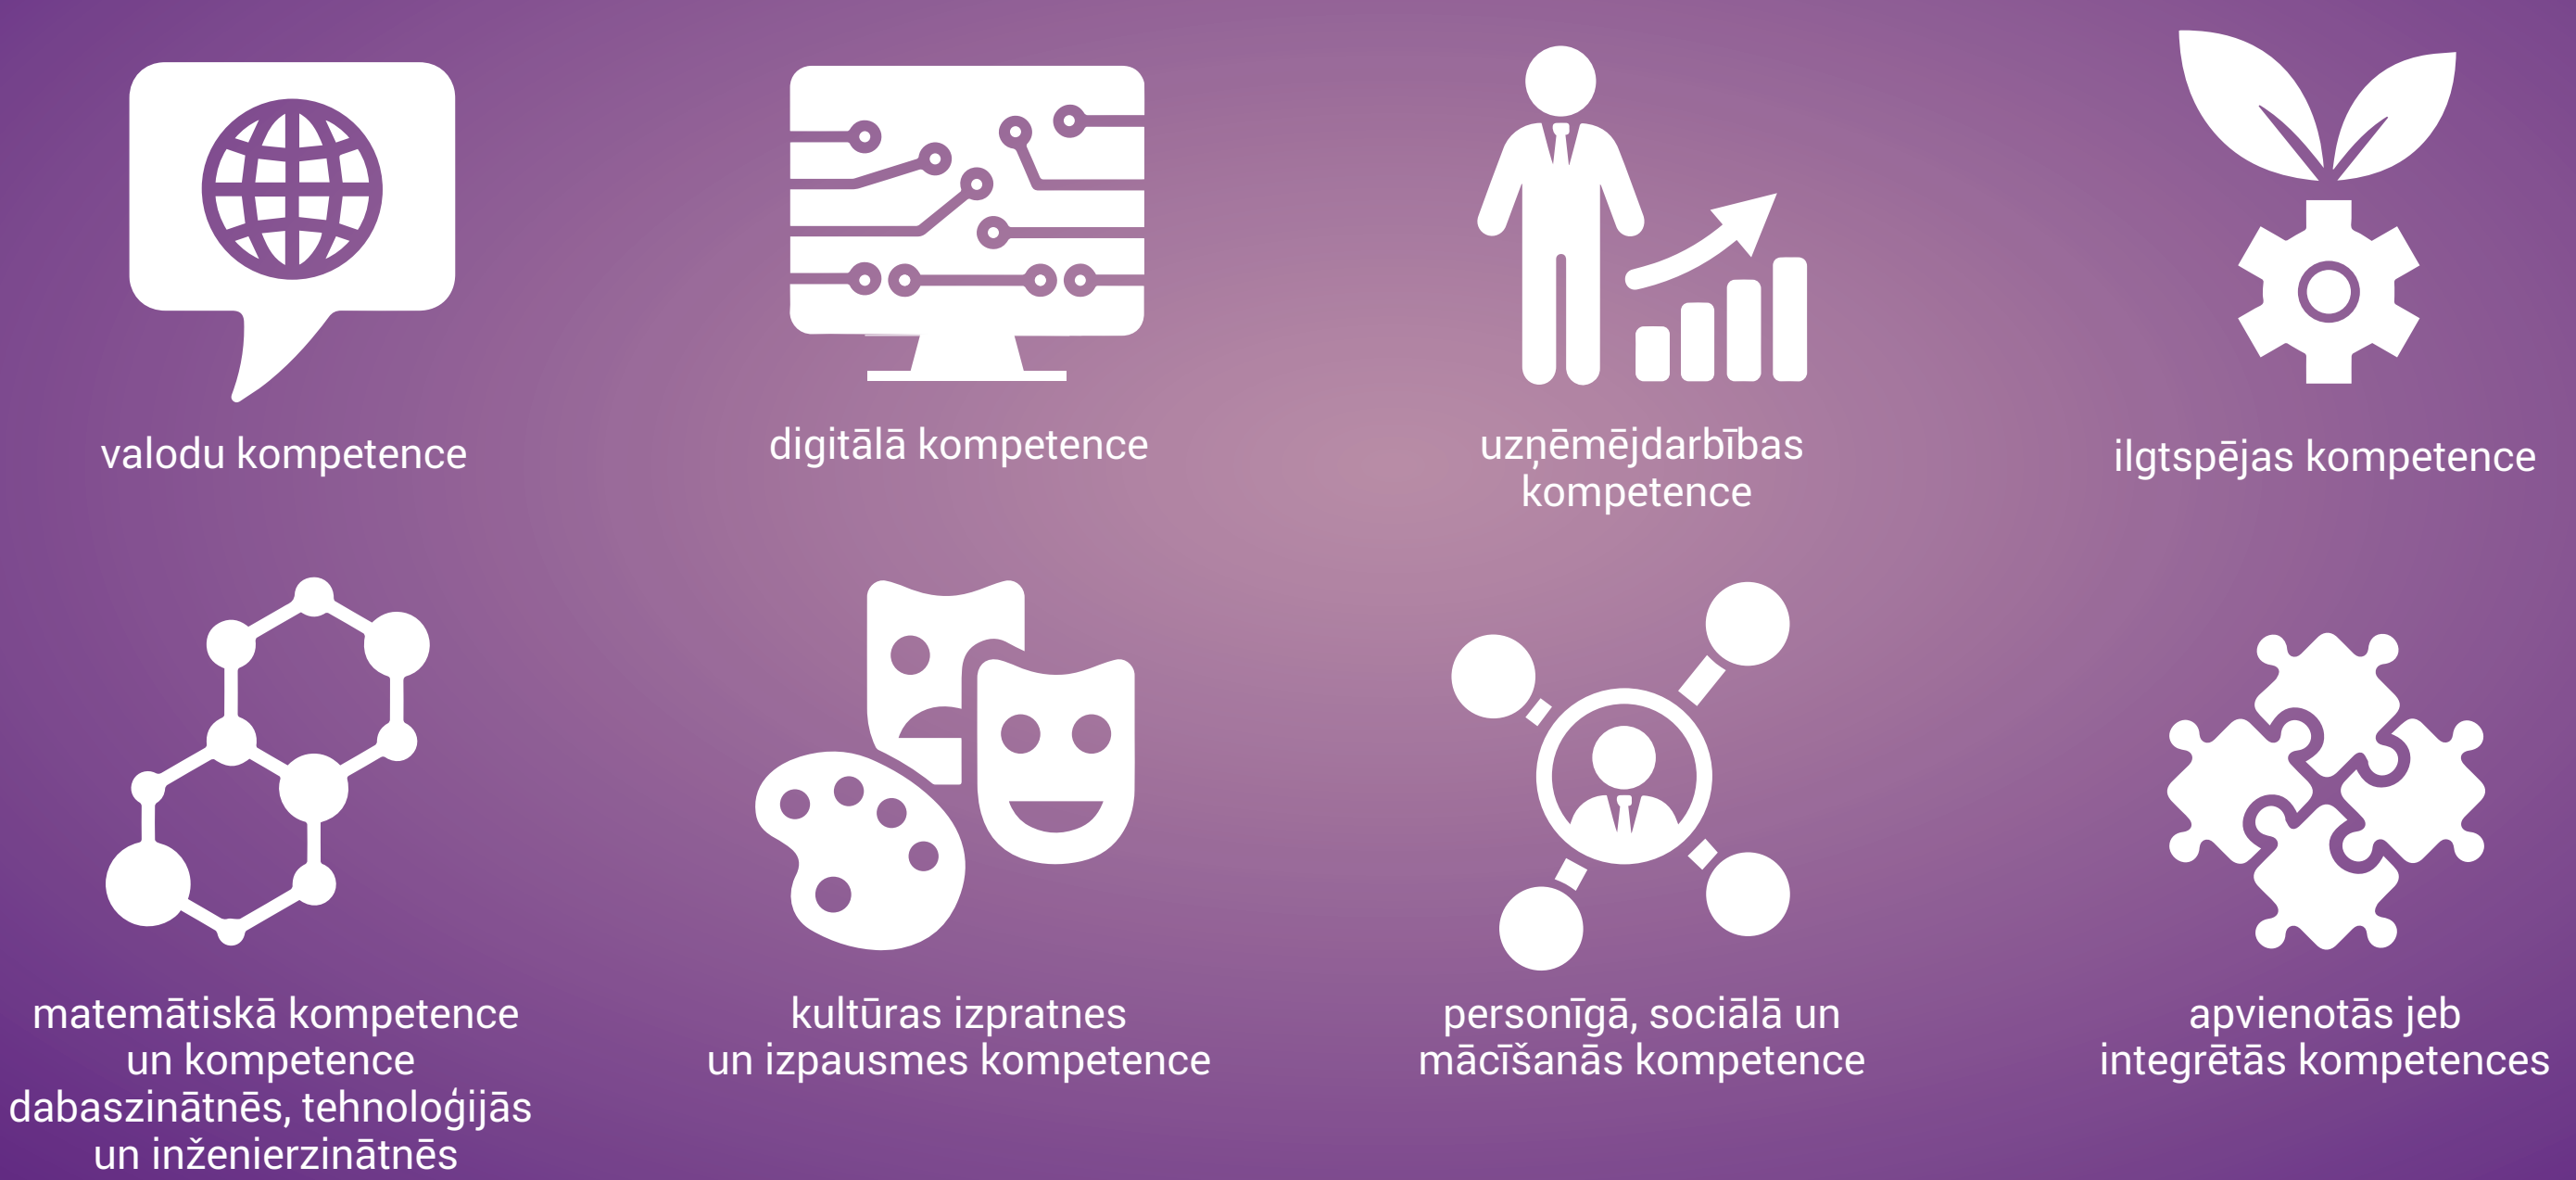 valodu kompetence
digitālā kompetence
uzņēmējdarbības
kompetence
ilgtspējas kompetence
matemātiskā kompetence
un kompetence
dabaszinātnēs, tehnoloģijās
un inženierzinātnēs
kultūras izpratnes
un izpausmes kompetence
personīgā, sociālā un
mācīšanās kompetence
apvienotās jeb
integrētās kompetences